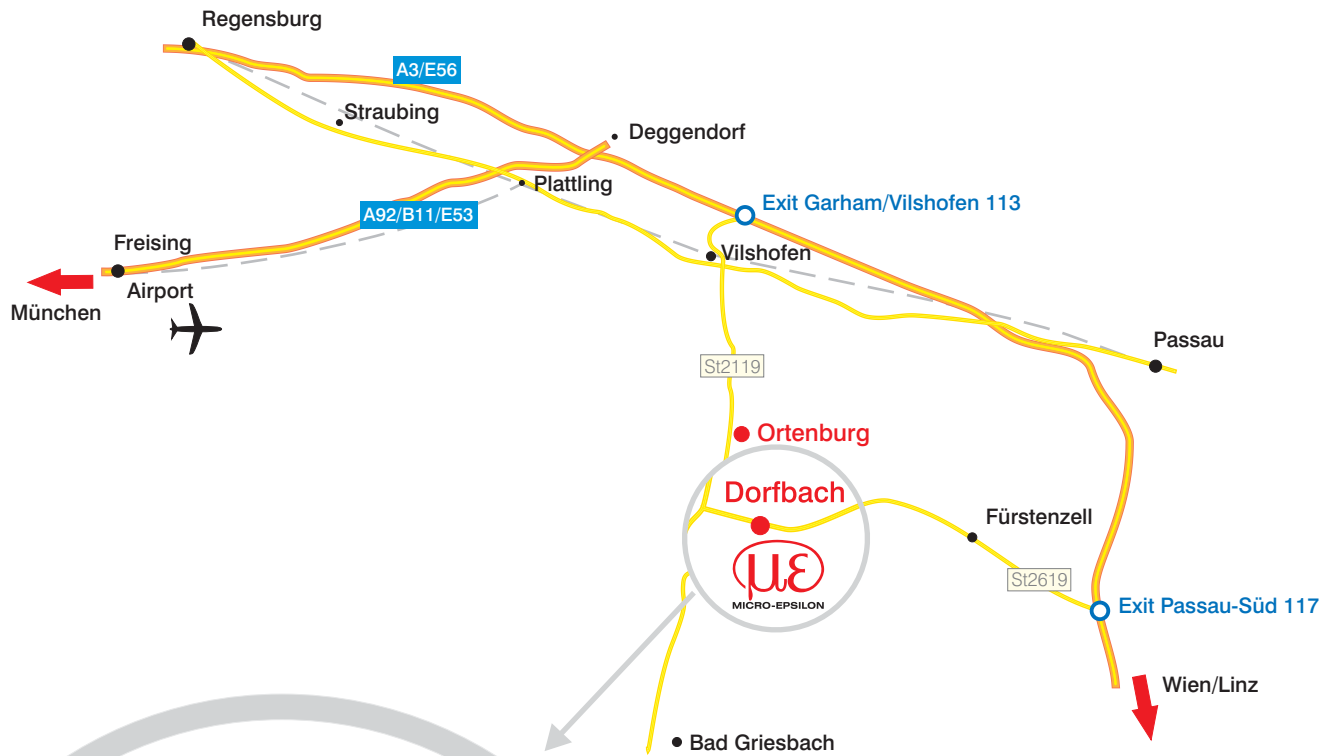 Regensburg
A3/E56
Straubing
Deggendorf
Plattling
Exit Garham/Vilshofen 113
A92/B11/E53
Freising
Vilshofen
Airport
München
Passau
St2119
Ortenburg
Dorfbach
Fürstenzell
µε
St2619
MICRO-EPSILON
Exit Passau-Süd 117
Wien/Linz
Bad Griesbach